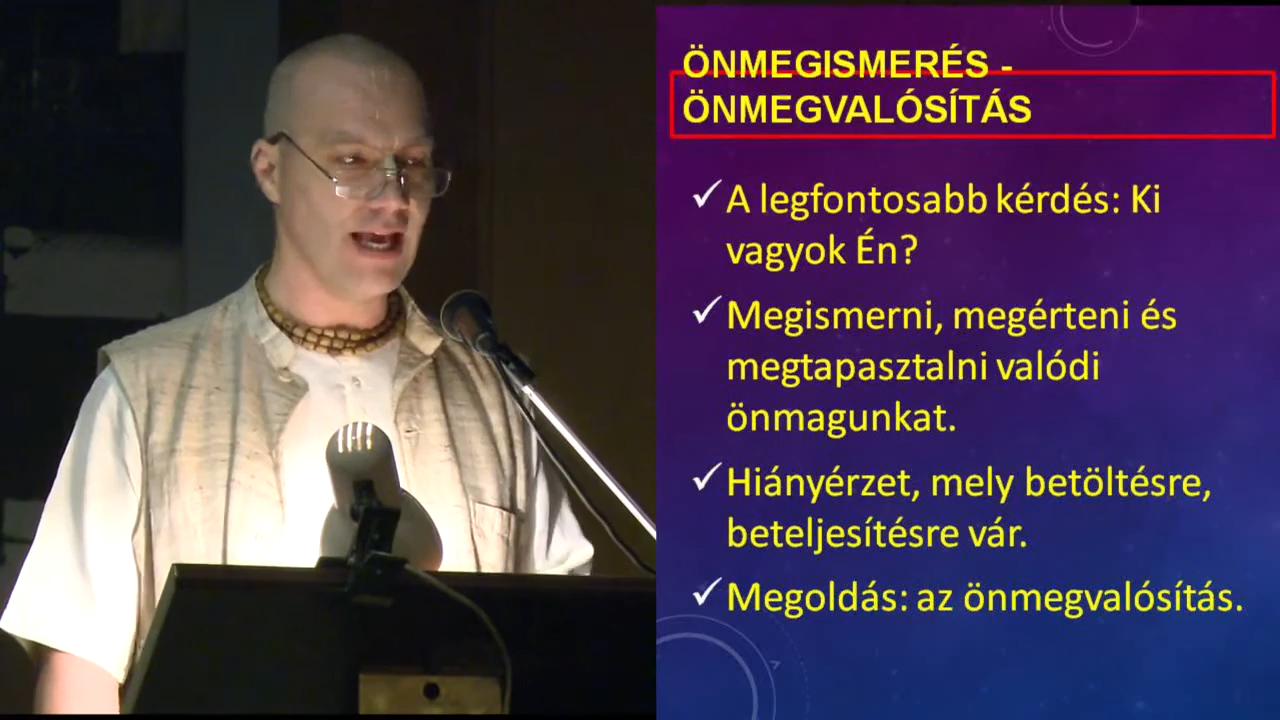 ÖNMEGISMERÉS -
ÖNMEGVALÓSÍTÁS
A legfontosabb kérdés: Ki
vagyok Én?
Megismerni, megérteni és
megtapasztalni valódi
önmagunkat.
Hiányérzet, mely betöltésre,
beteljesítésre vár.
Megoldás: az önmegvalósítás.